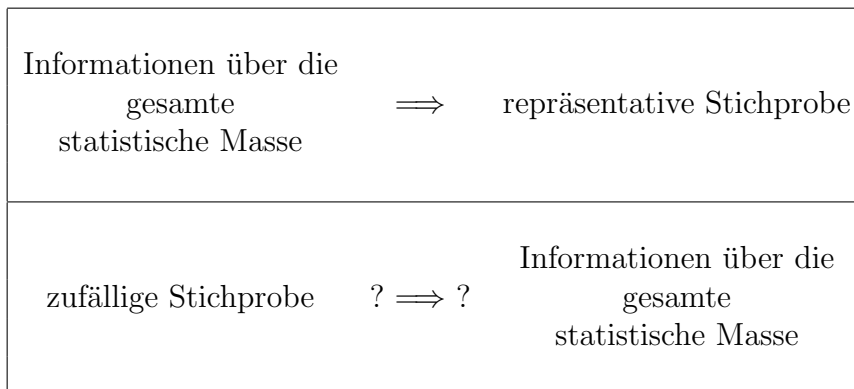 Informationen über die
gesamte
statistische Masse
⟹
repräsentative Stichprobe
zufällige Stichprobe
? ⟹ ?
Informationen über die
gesamte
statistische Masse